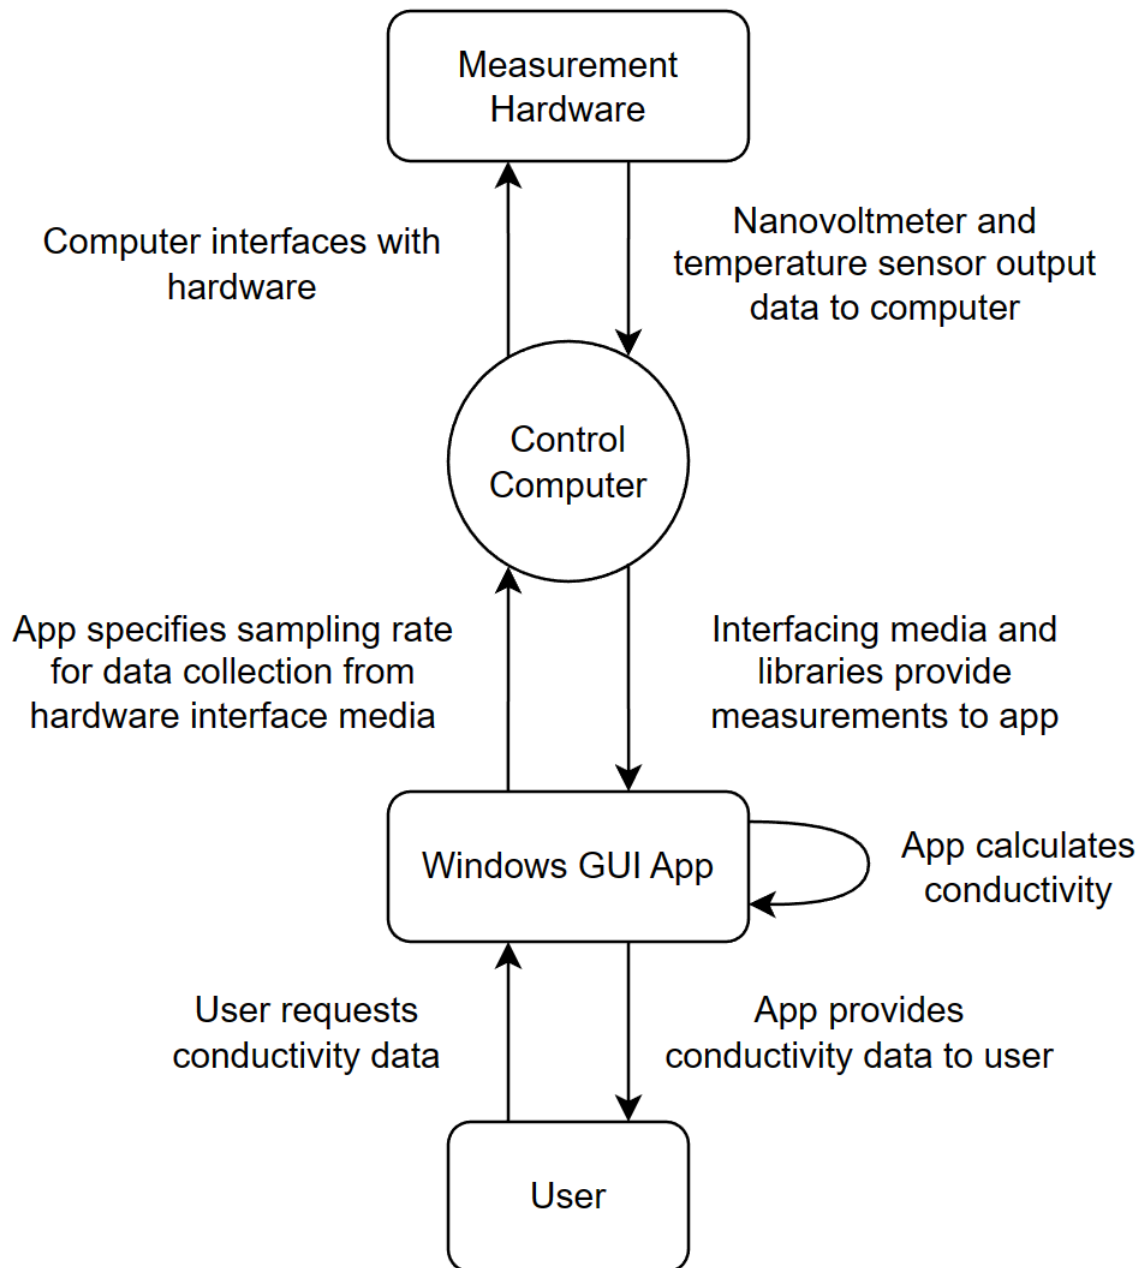 Measurement
Hardware
Computer interfaces with
hardware
Nanovoltmeter and
temperature sensor output
data to computer
Control
Computer
App specifies sampling rate
for data collection from
hardware interface media
Interfacing media and
libraries provide
measurements to app
Windows GUI App
App calculates
conductivity
User requests
conductivity data
App provides
conductivity data to user
User